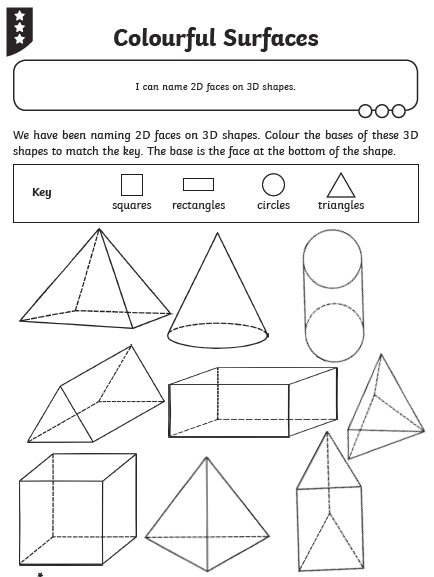 Colourful Surfaces
I can name 2D faces on 3D shapes.
We have been naming 2D faces on 3D shapes. Colour the bases of these 3D
shapes to match the key. The base is the face at the bottom of the shape.
Key
squares rectangles circles triangles